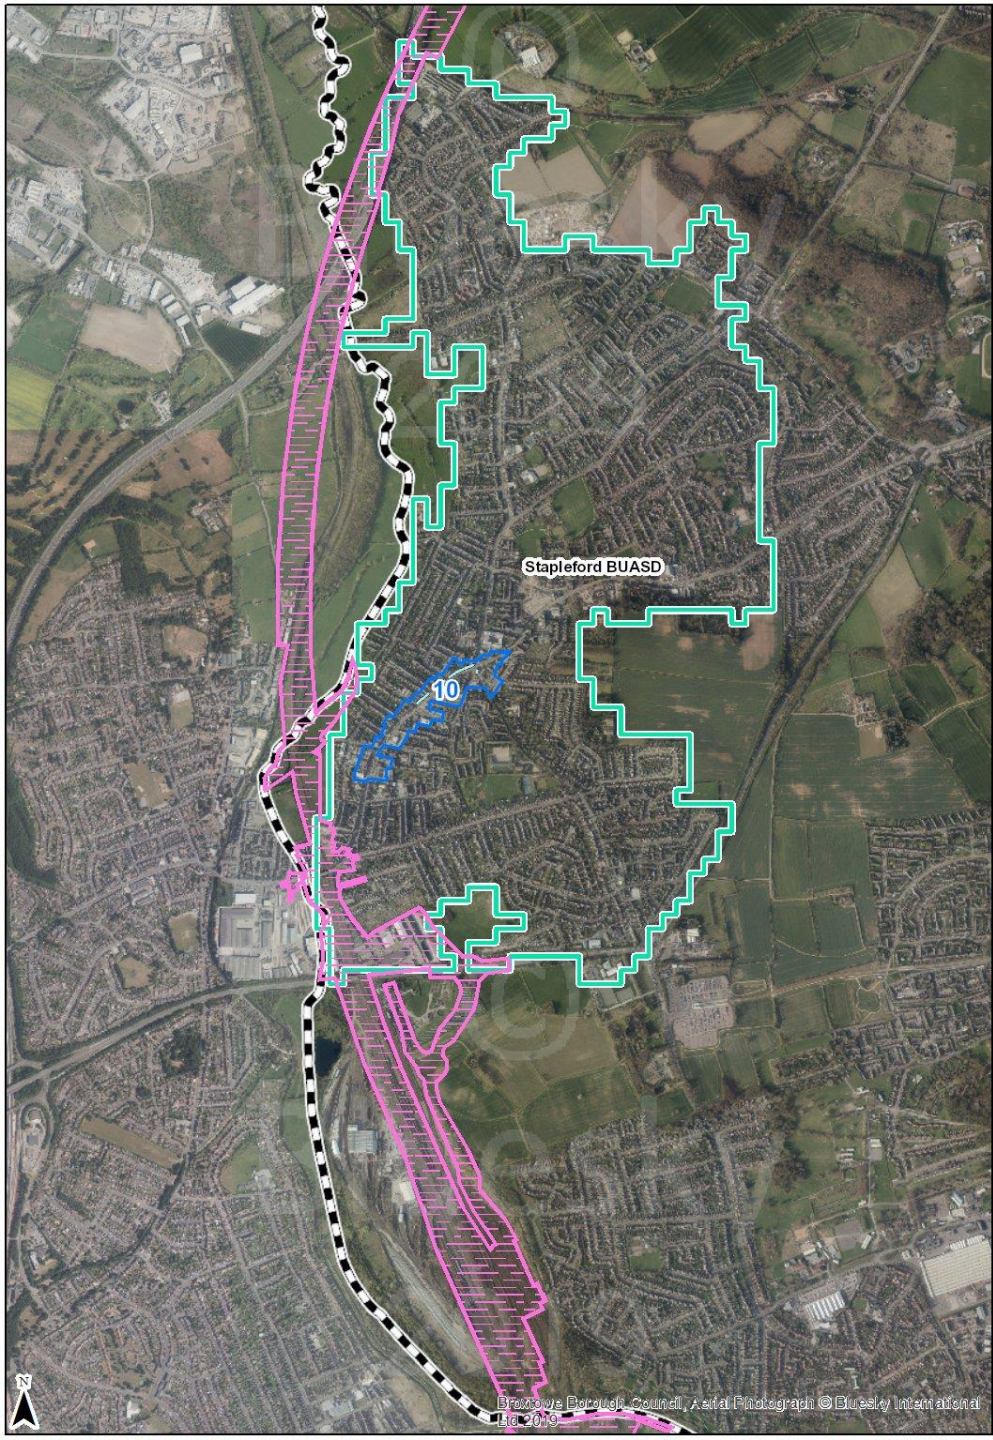 Stapleford BUASD
10
N
Broxtowe Borough Council, Aerial Photograph © Bluesky International
Ltd 2019